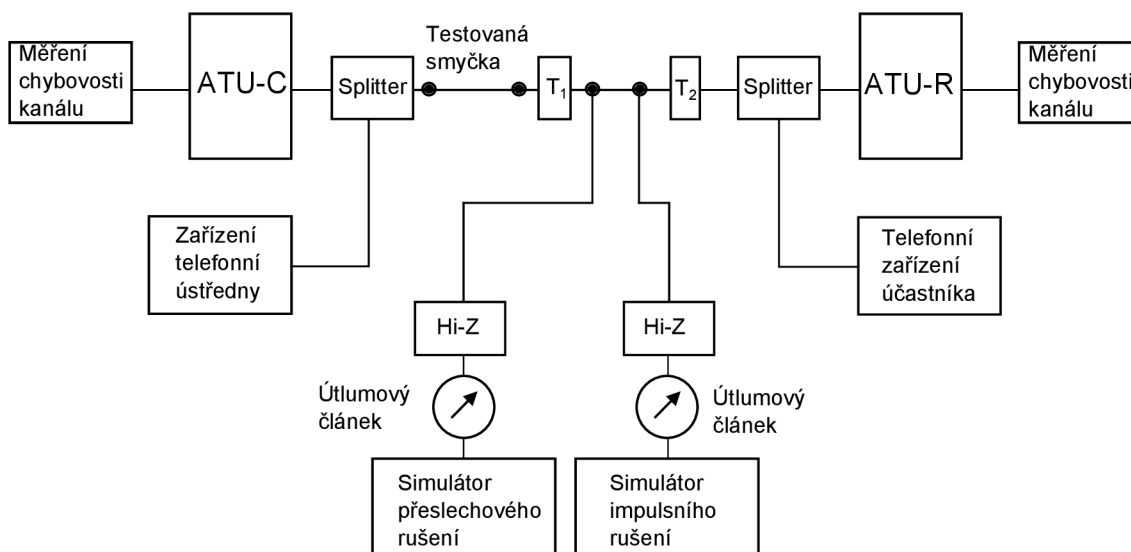 Měření
chybovosti
kanálu
ATU-C
Splitter
Testovaná
smyčka
T1
T2
Splitter
ATU-R
Měření
chybovosti
kanálu
Zařízení
telefonní
ústředny
Telefonní
zařízení
účastníka
Hi-Z
Hi-Z
Útlumový
článek
Útlumový
článek
Simulátor
přeslechového
rušení
Simulátor
impulsního
rušení